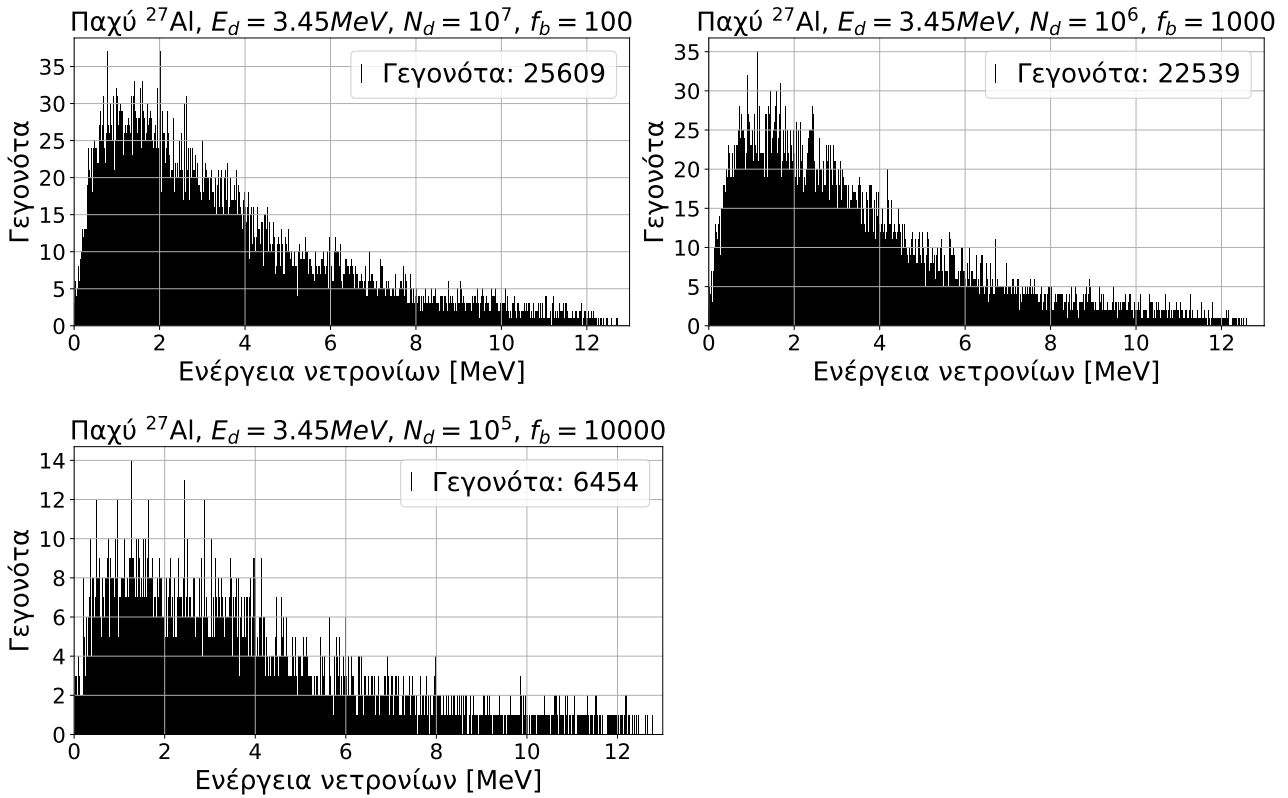 Παχύ ²⁷Al, E_d = 3.45MeV, N_d = 10⁷, f_b = 100
Γεγονότα: 25609
Γεγονότα
35
30
25
20
15
10
5
0
0 2 4 6 8 10 12
Ενέργεια νετρονίων [MeV]
Παχύ ²⁷Al, E_d = 3.45MeV, N_d = 10⁶, f_b = 1000
Γεγονότα: 22539
Γεγονότα
35
30
25
20
15
10
5
0
0 2 4 6 8 10 12
Ενέργεια νετρονίων [MeV]
Παχύ ²⁷Al, E_d = 3.45MeV, N_d = 10⁵, f_b = 10000
Γεγονότα: 6454
Γεγονότα
14
12
10
8
6
4
2
0
0 2 4 6 8 10 12
Ενέργεια νετρονίων [MeV]